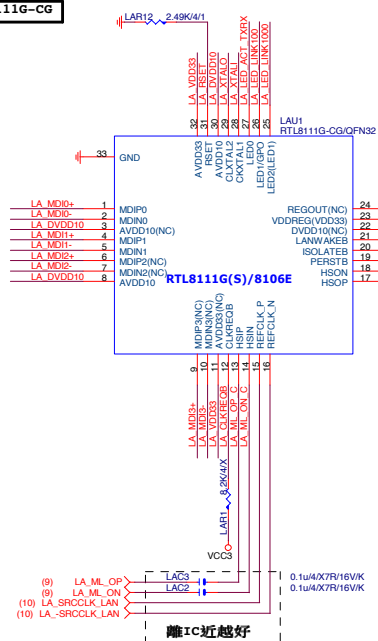 111G-CG
LAR12 2.49K/4/1
LA_VDD33
LA_RSET
LA_DVDD10
LA_XTALO
LA_XTALI
LA_LED_ACT_TXRX
LA_LED_LINK100
LA_LED_LINK1000
32
31
30
29
28
27
26
25
LAU1
RTL8111G-CG/QFN32
33 GND
AVDD33
RSET
AVDD10
CLXTAL2
CKXTAL1
LED0
LED1/GPO
LED2(LED1)
LA_MDI0+ 1 MDIP0
LA_MDI0- 2 MDIN0
LA_DVDD10 3 AVDD10(NC)
LA_MDI1+ 4 MDIP1
LA_MDI1- 5 MDIN1
LA_MDI2+ 6 MDIP2(NC)
LA_MDI2- 7 MDIN2(NC)
LA_DVDD10 8 AVDD10
REGOUT(NC) 24
VDDREG(VDD33) 23
DVDD10(NC) 22
LANWAKEB 21
ISOLATEB 20
PERSTB 19
HSON 18
HSOP 17
RTL8111G(S)/8106E
MDIP3(NC)
MDIN3(NC)
AVDD33(NC)
CLKREQB
HSIP
HSIN
REFCLK_P
REFCLK_N
9
10
11
12
13
14
15
16
LA_MDI3+
LA_MDI3-
LA_VDD33
LA_CLKREQB
LA_ML_OP_C
LA_ML_ON_C
8.2K/4/X
LAR1
VCC3
(9) LA_ML_OP LAC3 0.1u/4/X7R/16V/K
(9) LA_ML_ON LAC2 0.1u/4/X7R/16V/K
(10) LA_SRCCLK_LAN
(10) LA_-SRCCLK_LAN
離IC近越好